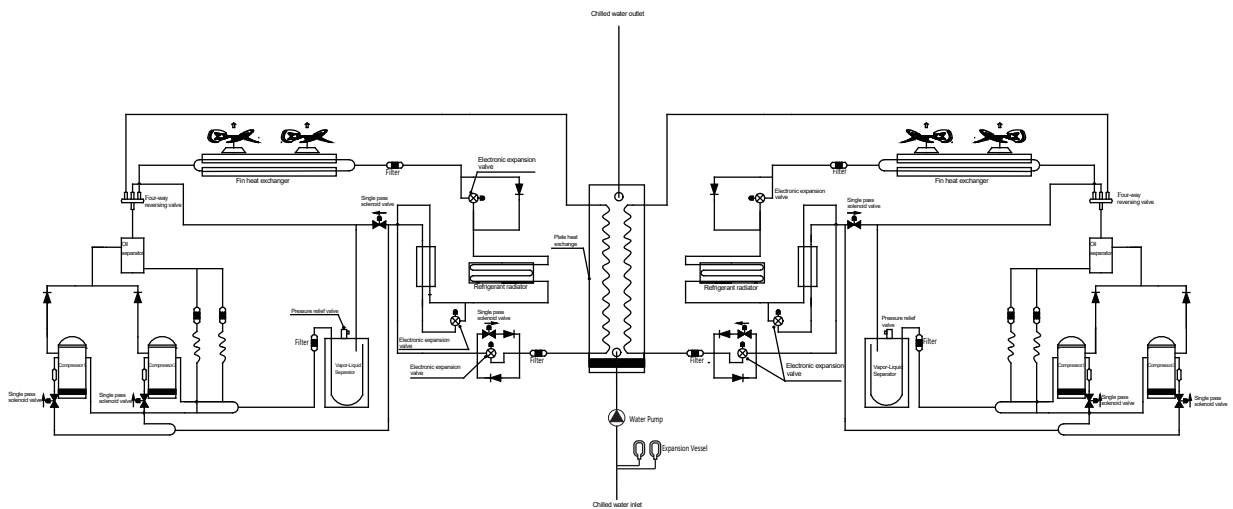 Chilled water outlet
Fin heat exchanger
Filter
Electronic expansion
valve
Four-way
reversing valve
Single pass
solenoid valve
Oil
separator
Plate heat
exchange
Refrigerant radiator
Pressure relief valve
Single pass
solenoid valve
Filter
Electronic expansion valve
Vapor-Liquid
Separator
Compressor1
Compressor2
Single pass
solenoid valve
Single pass
solenoid valve
Electronic expansion valve
Filter
Filter
Fin heat exchanger
Electronic expansion
valve
Single pass
solenoid valve
Four-way
reversing valve
Oil
separator
Refrigerant radiator
Pressure relief
valve
Filter
Filter
Electronic expansion
valve
Vapor-Liquid
Separator
Single pass
solenoid valve
Single pass
solenoid valve
Water Pump
Expansion Vessel
Chilled water inlet